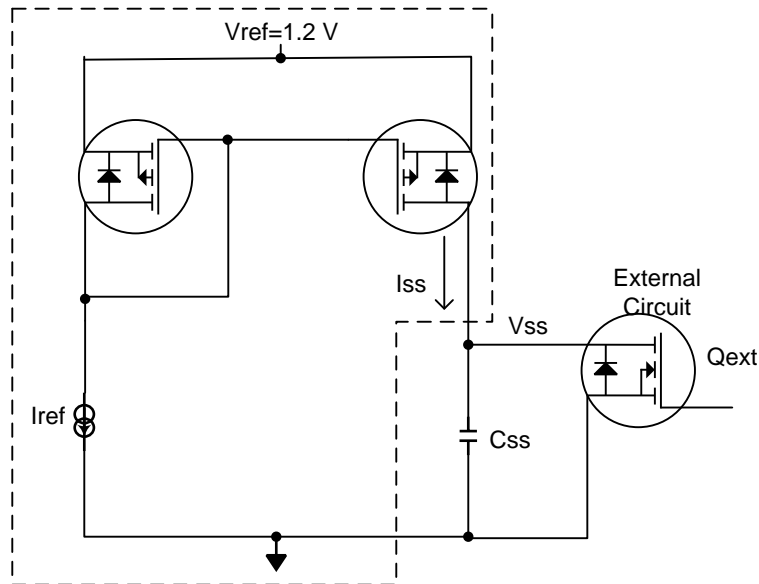 Vref=1.2 V
Iss
External
Circuit
Vss
Qext
Iref
Css